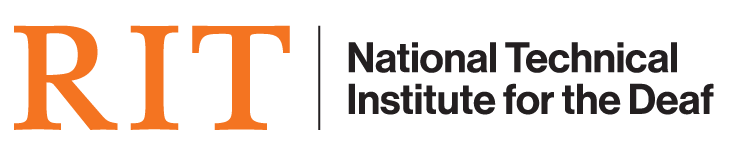 RIT
National Technical
Institute for the Deaf